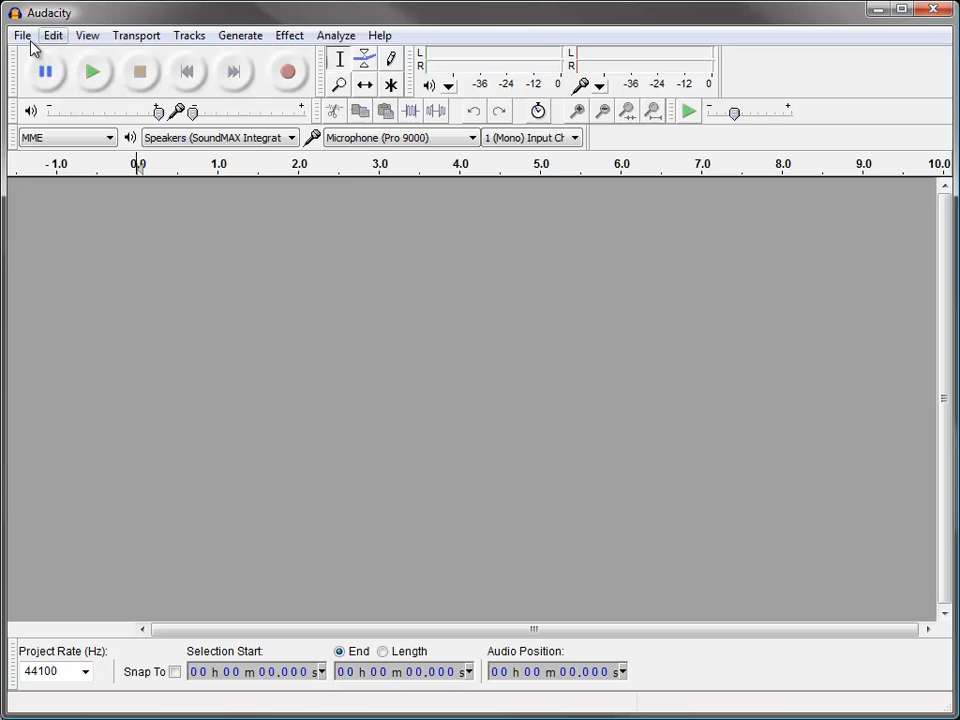 Audacity
File Edit View Transport Tracks Generate Effect Analyze Help
L
R
-36 -24 -12 0
L
R
-36 -24 -12 0
MME
Speakers (SoundMAX Integrat
Microphone (Pro 9000)
1 (Mono) Input Ch
-1.0 0.0 1.0 2.0 3.0 4.0 5.0 6.0 7.0 8.0 9.0 10.0
Project Rate (Hz): Selection Start: End Length Audio Position:
44100 Snap To 00 h 00 m 00.000 s 00 h 00 m 00.000 s 00 h 00 m 00.000 s